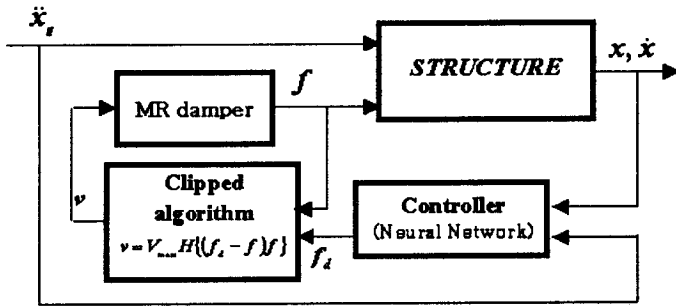 ẍ_g
x, ẋ
STRUCTURE
f
MR damper
v
Clipped
algorithm
v = V_max H{(f_d − f)f}
f_d
Controller
(Neural Network)